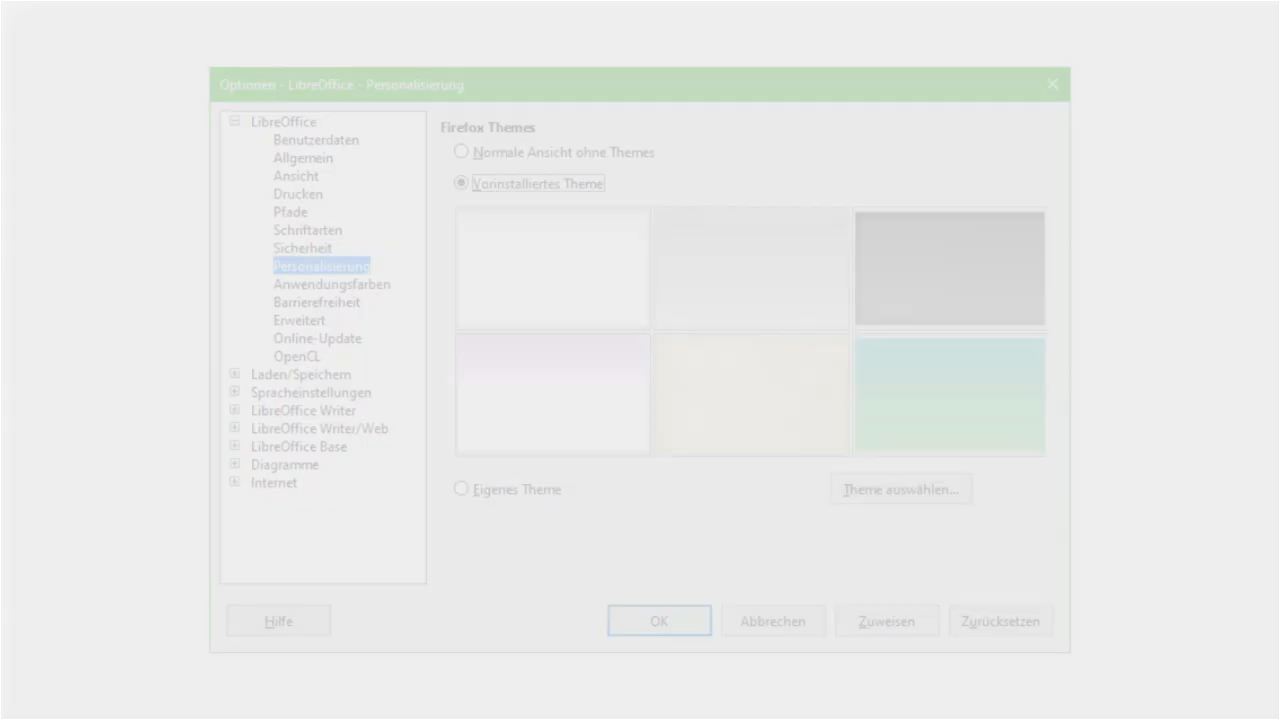 Optionen - LibreOffice - Personalisierung
LibreOffice
Benutzerdaten
Allgemein
Ansicht
Drucken
Pfade
Schriftarten
Sicherheit
Personalisierung
Anwendungsfarben
Barrierefreiheit
Erweitert
Online-Update
OpenCL
Laden/Speichern
Spracheinstellungen
LibreOffice Writer
LibreOffice Writer/Web
LibreOffice Base
Diagramme
Internet
Firefox Themes
Normale Ansicht ohne Themes
Vorinstalliertes Theme
Eigenes Theme
Theme auswählen...
Hilfe
OK
Abbrechen
Zuweisen
Zurücksetzen